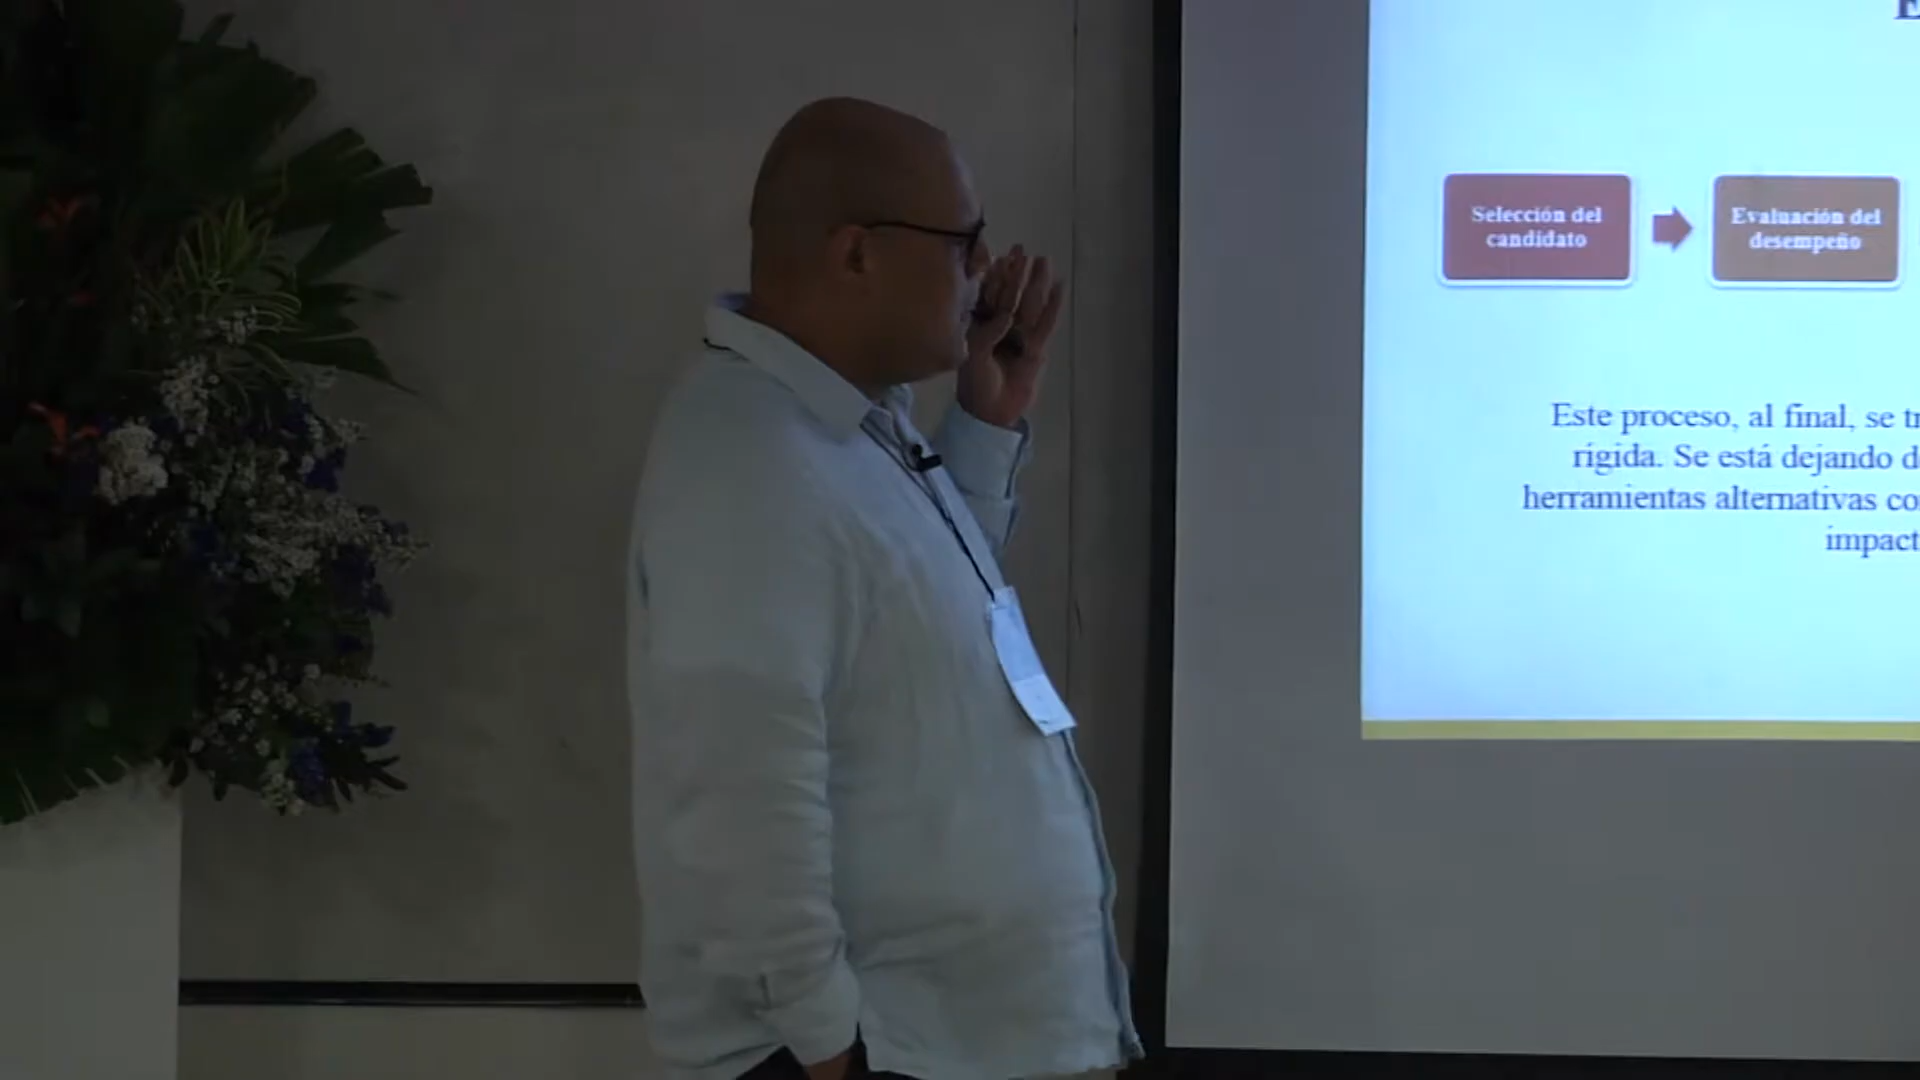 E
Selección del
candidato
Evaluación del
desempeño
Este proceso, al final, se
rígida. Se está dejando
herramientas alternativas